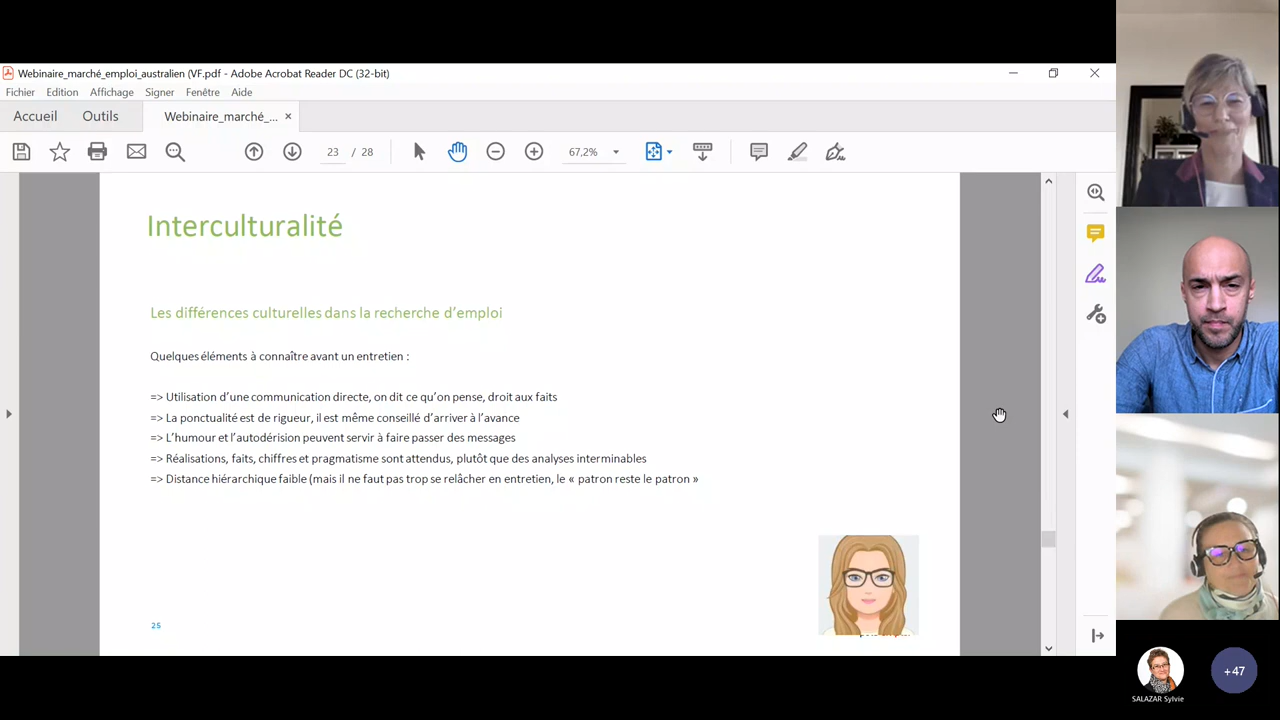 Webinaire_marché_emploi_australien (VF.pdf - Adobe Acrobat Reader DC (32-bit)
Fichier Edition Affichage Signer Fenêtre Aide
Accueil Outils Webinaire_marché_...
23 / 28 67,2%
Interculturalité
Les différences culturelles dans la recherche d’emploi
Quelques éléments à connaître avant un entretien :
=> Utilisation d’une communication directe, on dit ce qu’on pense, droit aux faits
=> La ponctualité est de rigueur, il est même conseillé d’arriver à l’avance
=> L’humour et l’autodérision peuvent servir à faire passer des messages
=> Réalisations, faits, chiffres et pragmatisme sont attendus, plutôt que des analyses interminables
=> Distance hiérarchique faible (mais il ne faut pas trop se relâcher en entretien, le « patron reste le patron »
25
+47
SALAZAR Sylvie